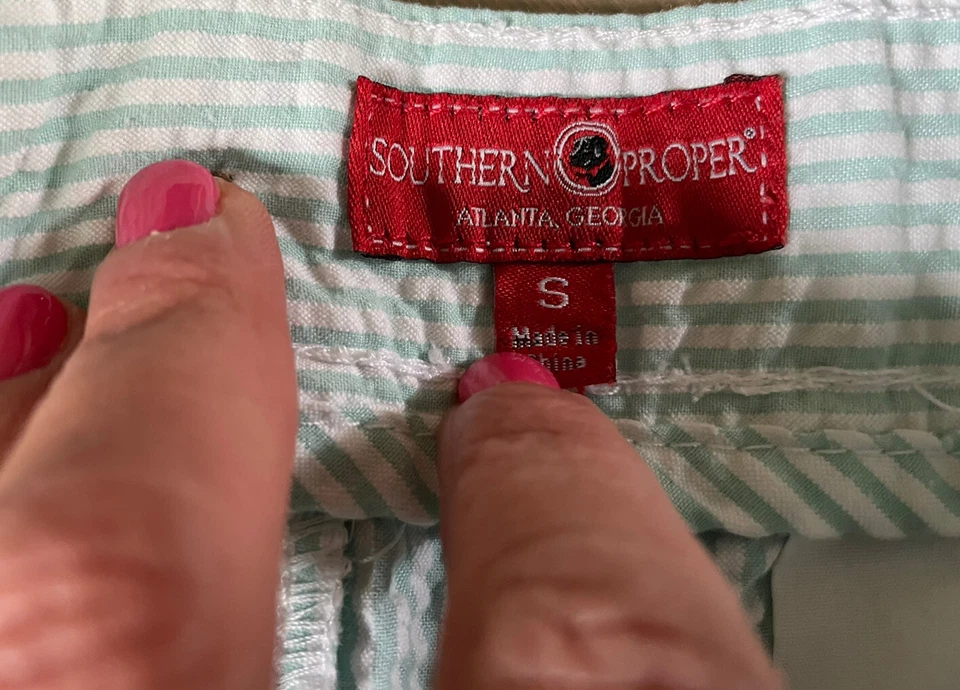 SOUTHERN PROPER®
ATLANTA, GEORGIA
S
Made in
China